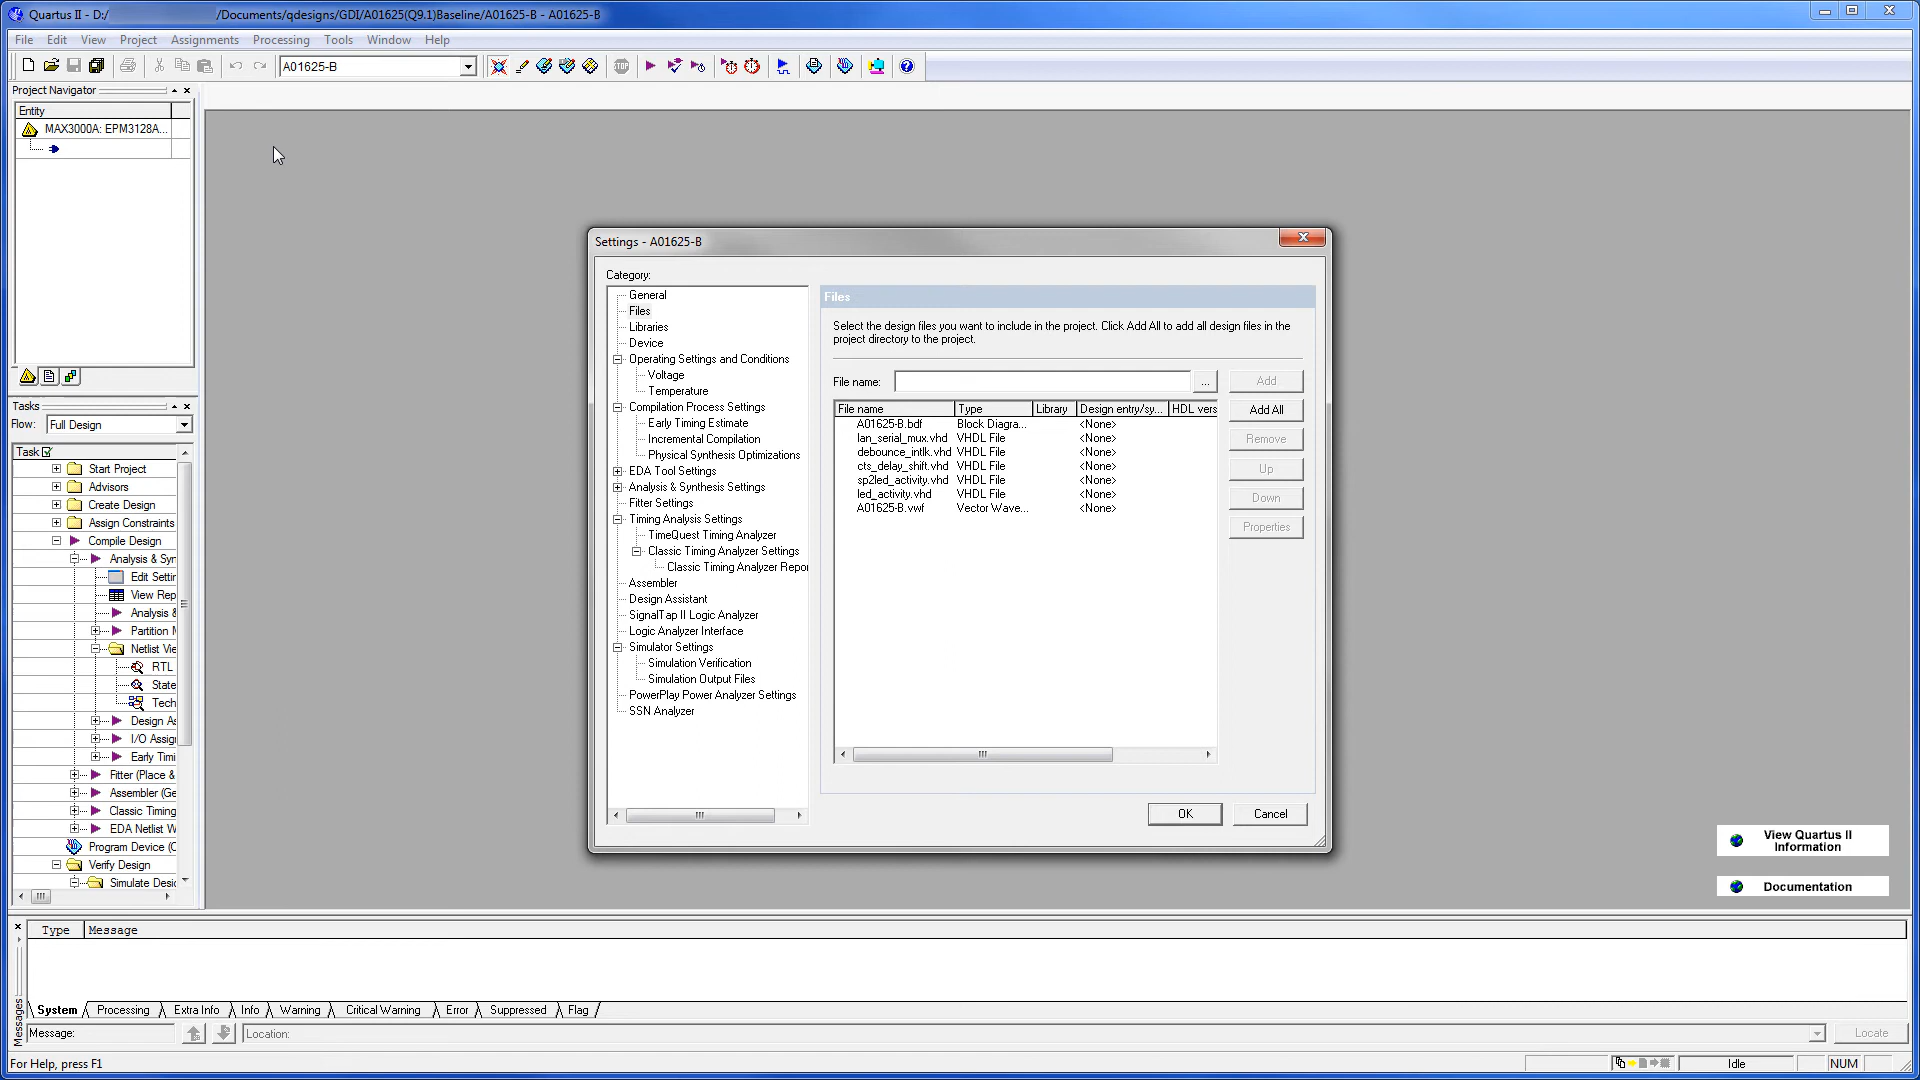 Quartus II - D:/ /Documents/qdesigns/GDI/A01625(Q9.1)Baseline/A01625-B - A01625-B
File Edit View Project Assignments Processing Tools Window Help
A01625-B
STOP
Project Navigator
Entity
MAX3000A: EPM3128A...
Tasks
Flow: Full Design
Task
Start Project
Advisors
Create Design
Assign Constraints
Compile Design
Analysis & Syn
Edit Settin
View Rep
Analysis &
Partition M
Netlist Vie
RTL
State
Tech
Design As
I/O Assig
Early Timi
Fitter (Place &
Assembler (Ge
Classic Timing
EDA Netlist W
Program Device (O
Verify Design
Simulate Desig
Settings - A01625-B
Category:
General
Files
Libraries
Device
Operating Settings and Conditions
Voltage
Temperature
Compilation Process Settings
Early Timing Estimate
Incremental Compilation
Physical Synthesis Optimizations
EDA Tool Settings
Analysis & Synthesis Settings
Fitter Settings
Timing Analysis Settings
TimeQuest Timing Analyzer
Classic Timing Analyzer Settings
Classic Timing Analyzer Repor
Assembler
Design Assistant
SignalTap II Logic Analyzer
Logic Analyzer Interface
Simulator Settings
Simulation Verification
Simulation Output Files
PowerPlay Power Analyzer Settings
SSN Analyzer
Files
Select the design files you want to include in the project. Click Add All to add all design files in the
project directory to the project.
File name: ... Add
File name Type Library Design entry/sy... HDL vers
A01625-B.bdf Block Diagra... <None>
lan_serial_mux.vhd VHDL File <None>
debounce_intlk.vhd VHDL File <None>
cts_delay_shift.vhd VHDL File <None>
sp2led_activity.vhd VHDL File <None>
led_activity.vhd VHDL File <None>
A01625-B.vwf Vector Wave... <None>
Add All
Remove
Up
Down
Properties
OK Cancel
View Quartus II
Information
Documentation
Type Message
System Processing Extra Info Info Warning Critical Warning Error Suppressed Flag
Messages
Message: Location: Locate
For Help, press F1 Idle NUM